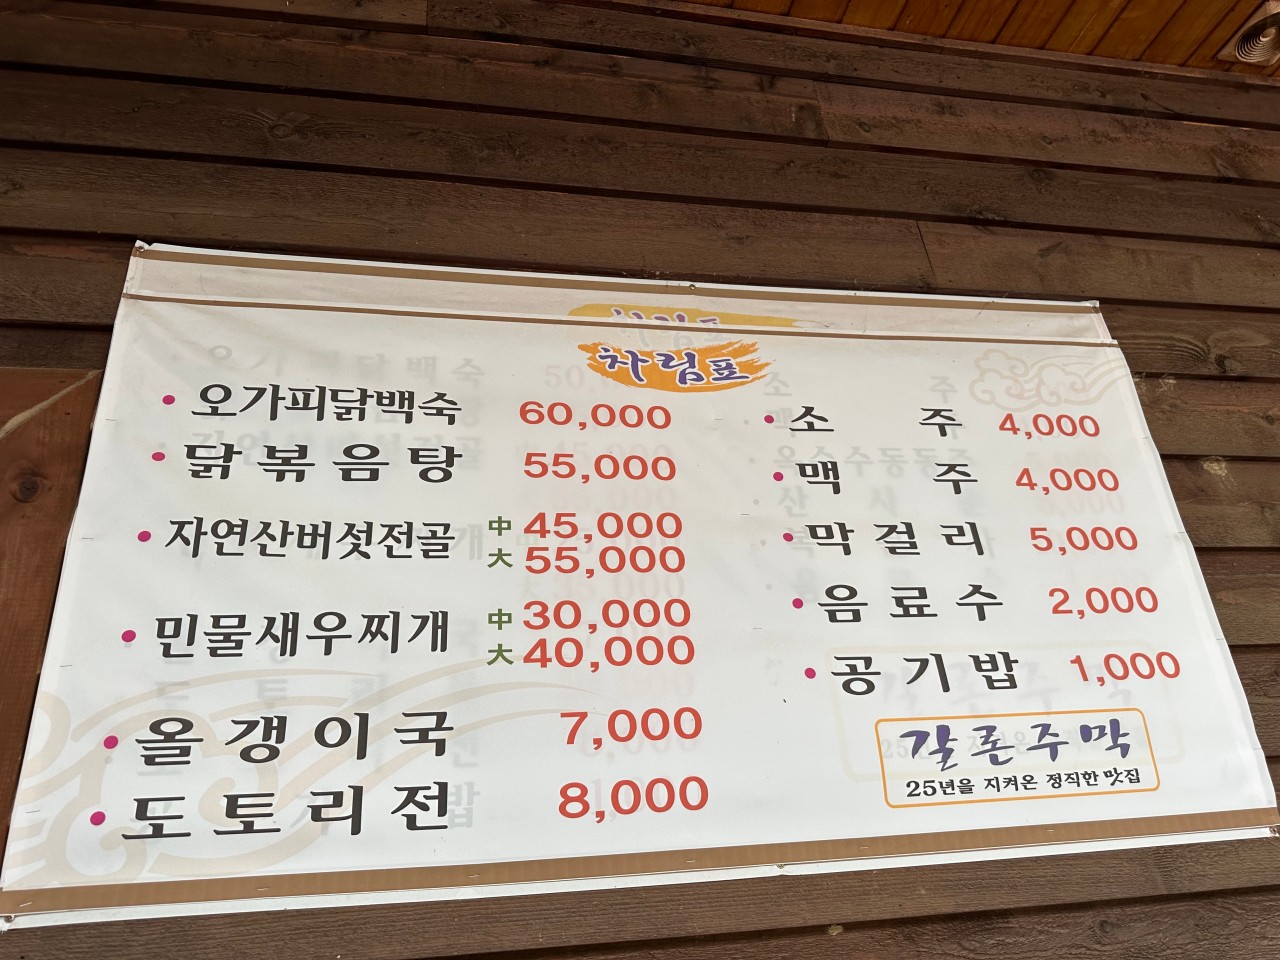 차림표
오가피닭백숙 60,000
닭볶음탕 55,000
자연산버섯전골 中 45,000
大 55,000
민물새우찌개 中 30,000
大 40,000
올갱이국 7,000
도토리전 8,000
소주 4,000
맥주 4,000
막걸리 5,000
음료수 2,000
공기밥 1,000
갈론주막
25년을 지켜온 정직한 맛집